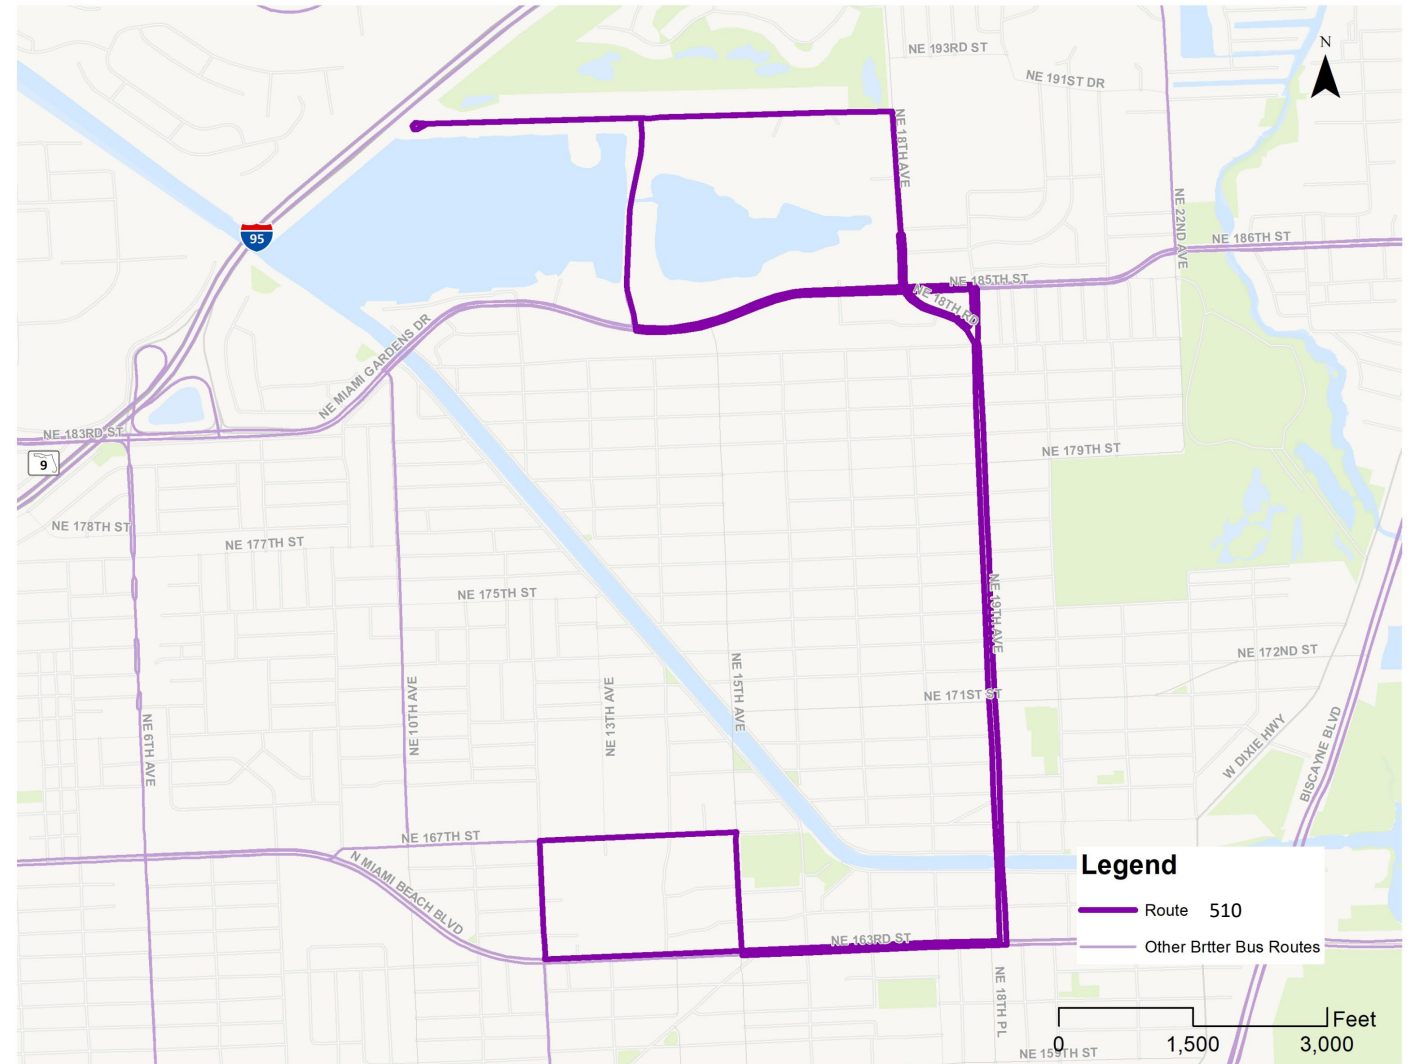 N
NE 193RD ST
NE 191ST DR
NE 18TH AVE
NE 22ND AVE
95
NE 186TH ST
NE 185TH ST
NE 18TH RD
NE MIAMI GARDENS DR
NE 183RD ST
9
NE 179TH ST
NE 178TH ST
NE 177TH ST
NE 175TH ST
NE 19TH AVE
NE 172ND ST
NE 171ST ST
NE 15TH AVE
NE 13TH AVE
NE 10TH AVE
NE 6TH AVE
W DIXIE HWY
BISCAYNE BLVD
NE 167TH ST
N MIAMI BEACH BLVD
NE 163RD ST
NE 18TH PL
NE 159TH ST
Legend
Route 510
Other Brtter Bus Routes
Feet
0 1,500 3,000